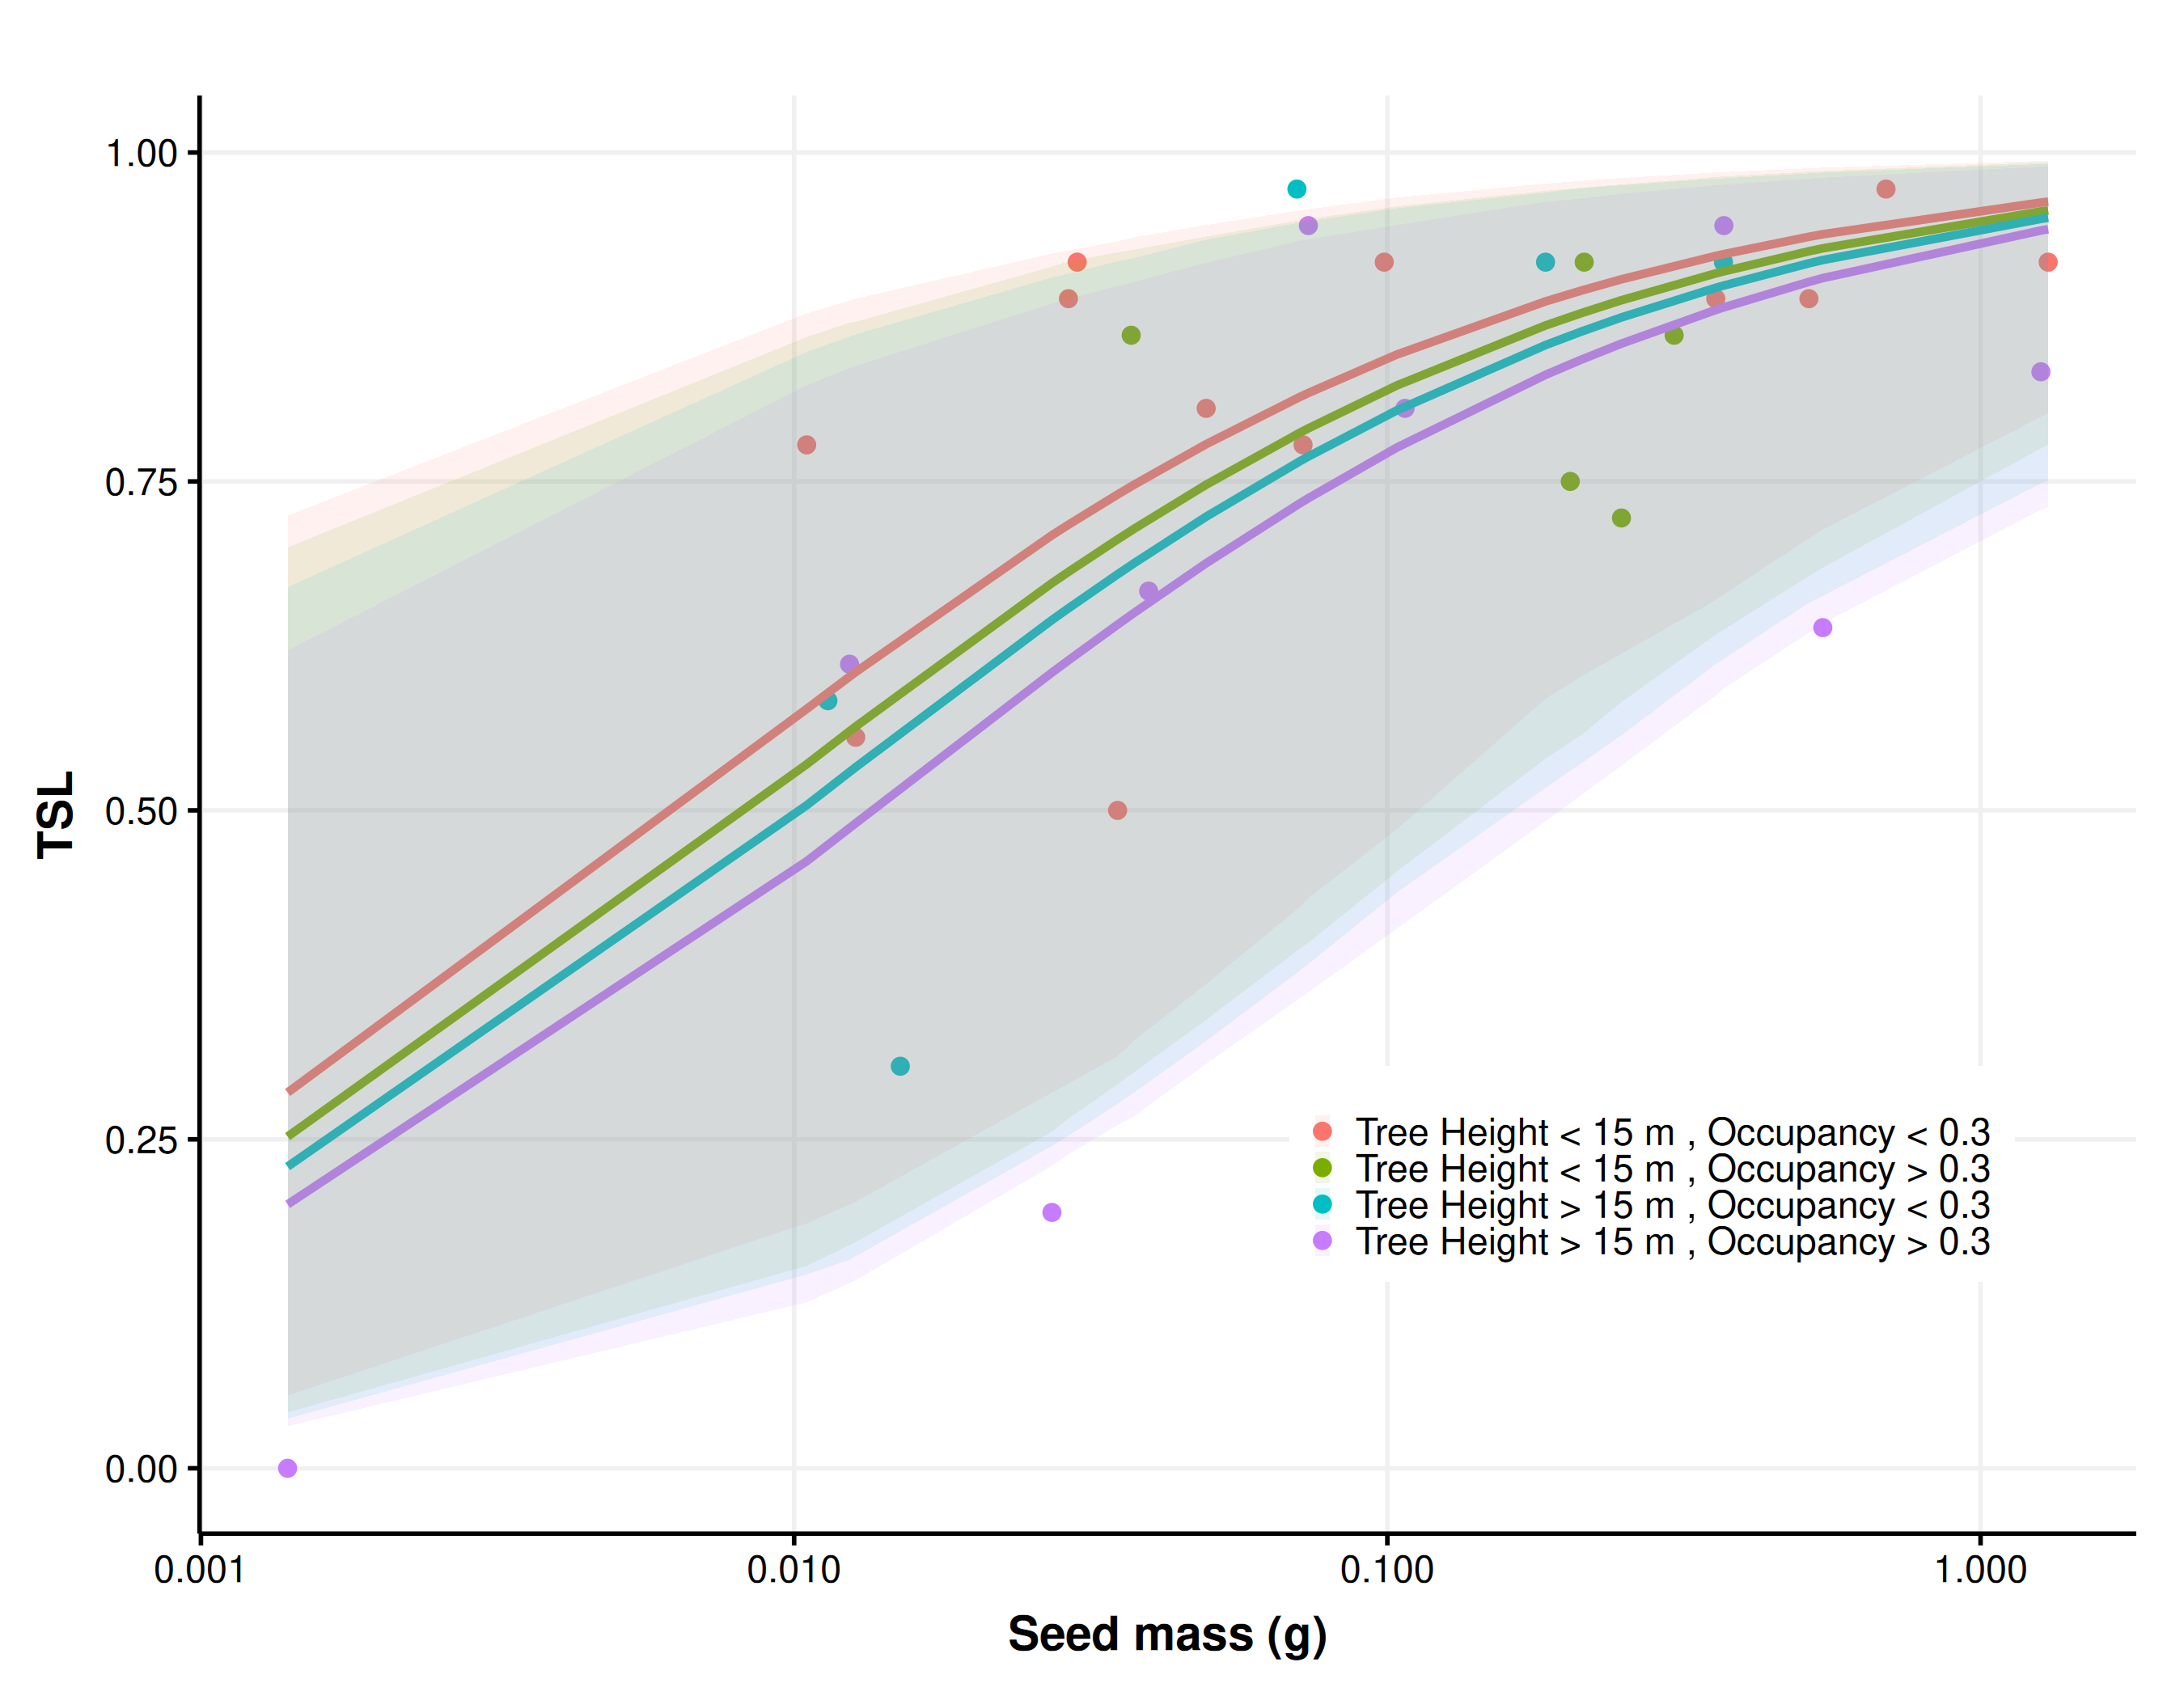 1.00
0.75
0.50
0.25
0.00
TSL
Tree Height < 15 m , Occupancy < 0.3
Tree Height < 15 m , Occupancy > 0.3
Tree Height > 15 m , Occupancy < 0.3
Tree Height > 15 m , Occupancy > 0.3
0.001 0.010 0.100 1.000
Seed mass (g)